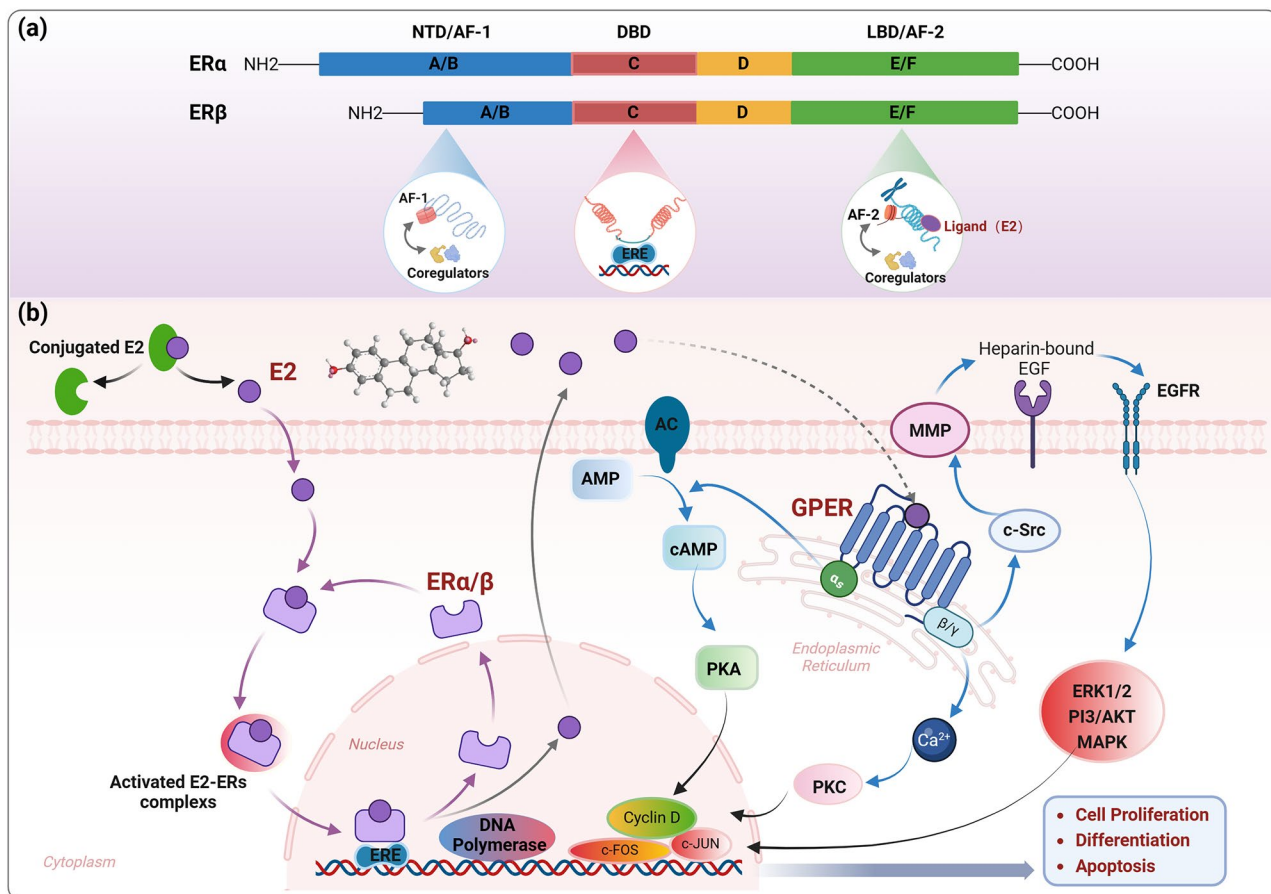 (a)
NTD/AF-1 DBD LBD/AF-2
ERα NH2 A/B C D E/F COOH
ERβ NH2 A/B C D E/F COOH
AF-1
Coregulators
ERE
AF-2
Ligand (E2)
Coregulators
(b)
Conjugated E2
E2
Heparin-bound
EGF
EGFR
AC
MMP
AMP
GPER
c-Src
cAMP
αs
ERα/β
β/γ
Endoplasmic
Reticulum
PKA
ERK1/2
PI3/AKT
MAPK
Nucleus
Ca²⁺
Activated E2-ERs
complexs
PKC
Cyclin D
DNA
Polymerase
c-FOS
c-JUN
ERE
Cytoplasm
• Cell Proliferation
• Differentiation
• Apoptosis